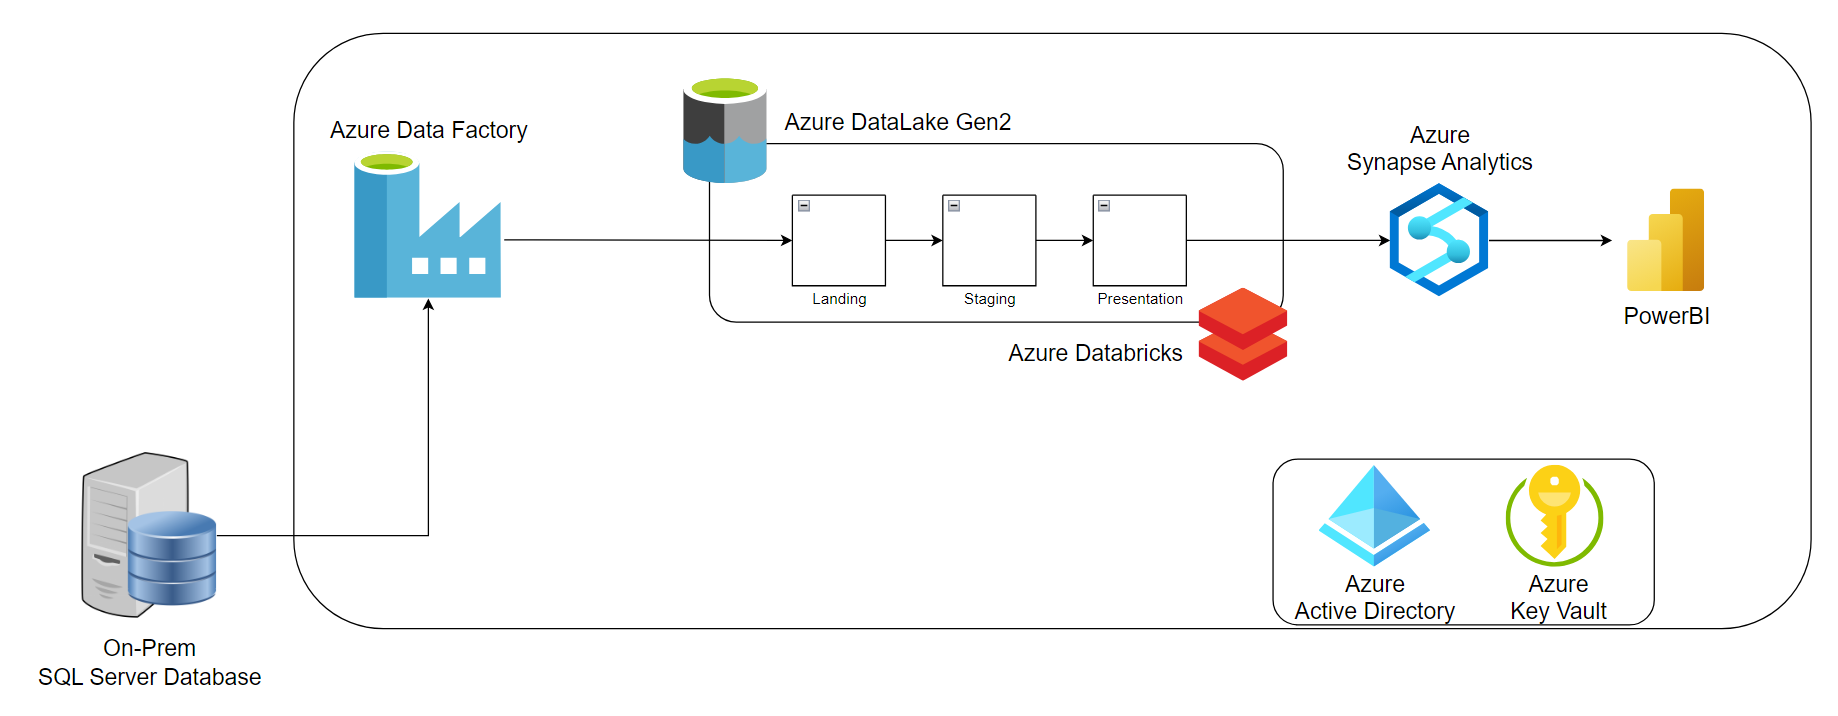 Azure Data Factory
Azure DataLake Gen2
Azure
Synapse Analytics
Landing
Staging
Presentation
PowerBI
Azure Databricks
Azure
Active Directory
Azure
Key Vault
On-Prem
SQL Server Database